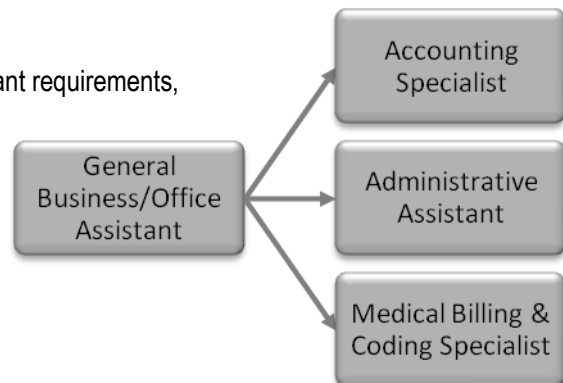 ant requirements,
Accounting
Specialist
General
Business/Office
Assistant
Administrative
Assistant
Medical Billing &
Coding Specialist